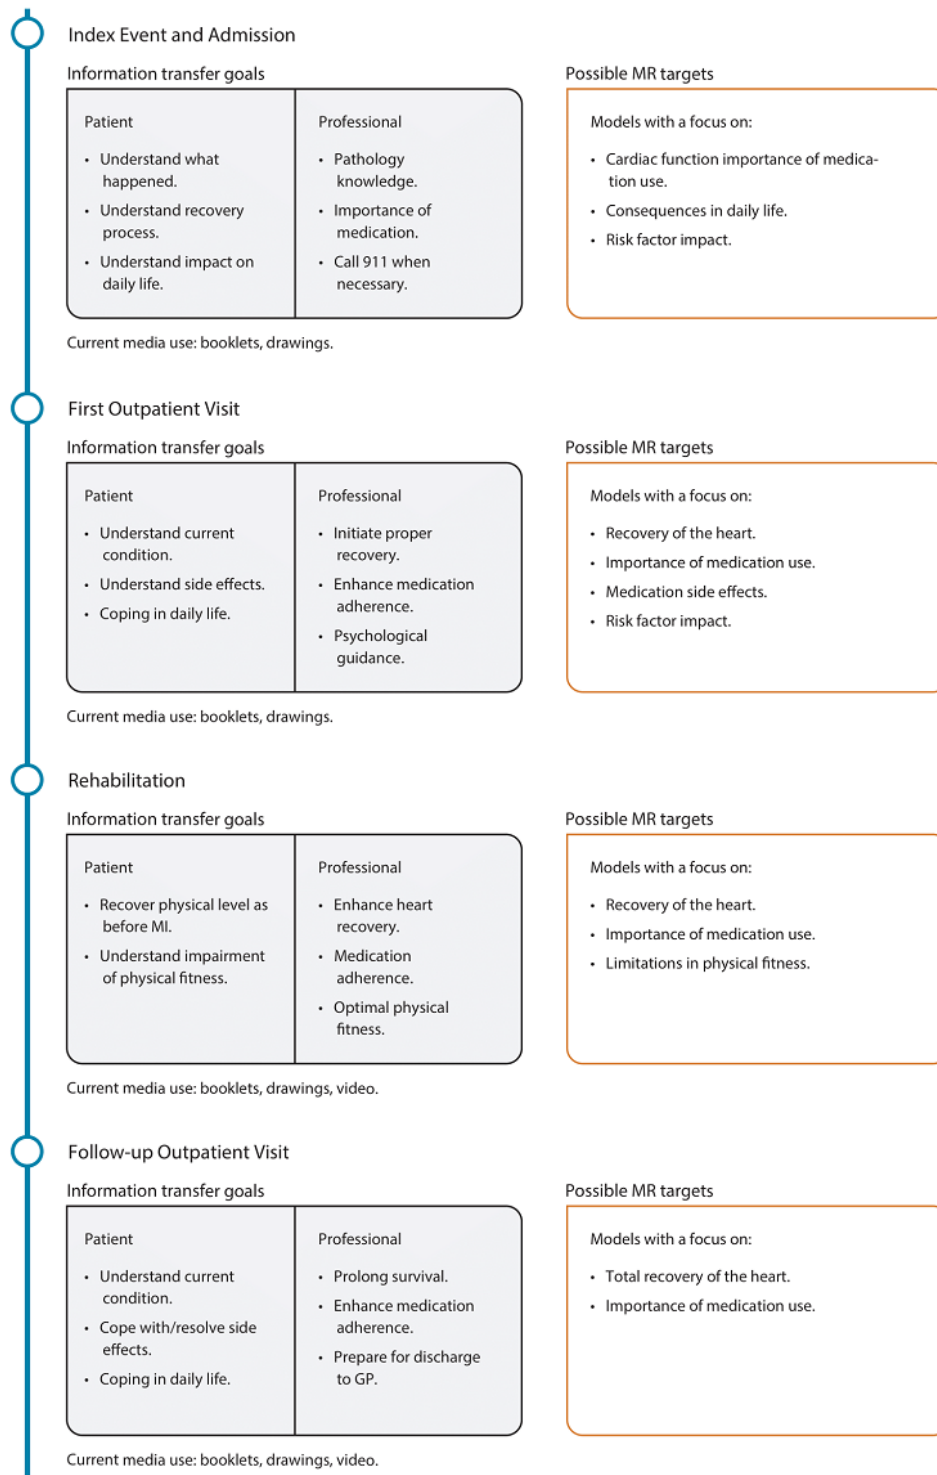 Index Event and Admission
Information transfer goals
Possible MR targets
Patient
• Understand what
happened.
• Understand recovery
process.
• Understand impact on
daily life.
Professional
• Pathology
knowledge.
• Importance of
medication.
• Call 911 when
necessary.
Models with a focus on:
• Cardiac function importance of medica-
tion use.
• Consequences in daily life.
• Risk factor impact.
Current media use: booklets, drawings.
First Outpatient Visit
Information transfer goals
Possible MR targets
Patient
• Understand current
condition.
• Understand side effects.
• Coping in daily life.
Professional
• Initiate proper
recovery.
• Enhance medication
adherence.
• Psychological
guidance.
Models with a focus on:
• Recovery of the heart.
• Importance of medication use.
• Medication side effects.
• Risk factor impact.
Current media use: booklets, drawings.
Rehabilitation
Information transfer goals
Possible MR targets
Patient
• Recover physical level as
before MI.
• Understand impairment
of physical fitness.
Professional
• Enhance heart
recovery.
• Medication
adherence.
• Optimal physical
fitness.
Models with a focus on:
• Recovery of the heart.
• Importance of medication use.
• Limitations in physical fitness.
Current media use: booklets, drawings, video.
Follow-up Outpatient Visit
Information transfer goals
Possible MR targets
Patient
• Understand current
condition.
• Cope with/resolve side
effects.
• Coping in daily life.
Professional
• Prolong survival.
• Enhance medication
adherence.
• Prepare for discharge
to GP.
Models with a focus on:
• Total recovery of the heart.
• Importance of medication use.
Current media use: booklets, drawings, video.